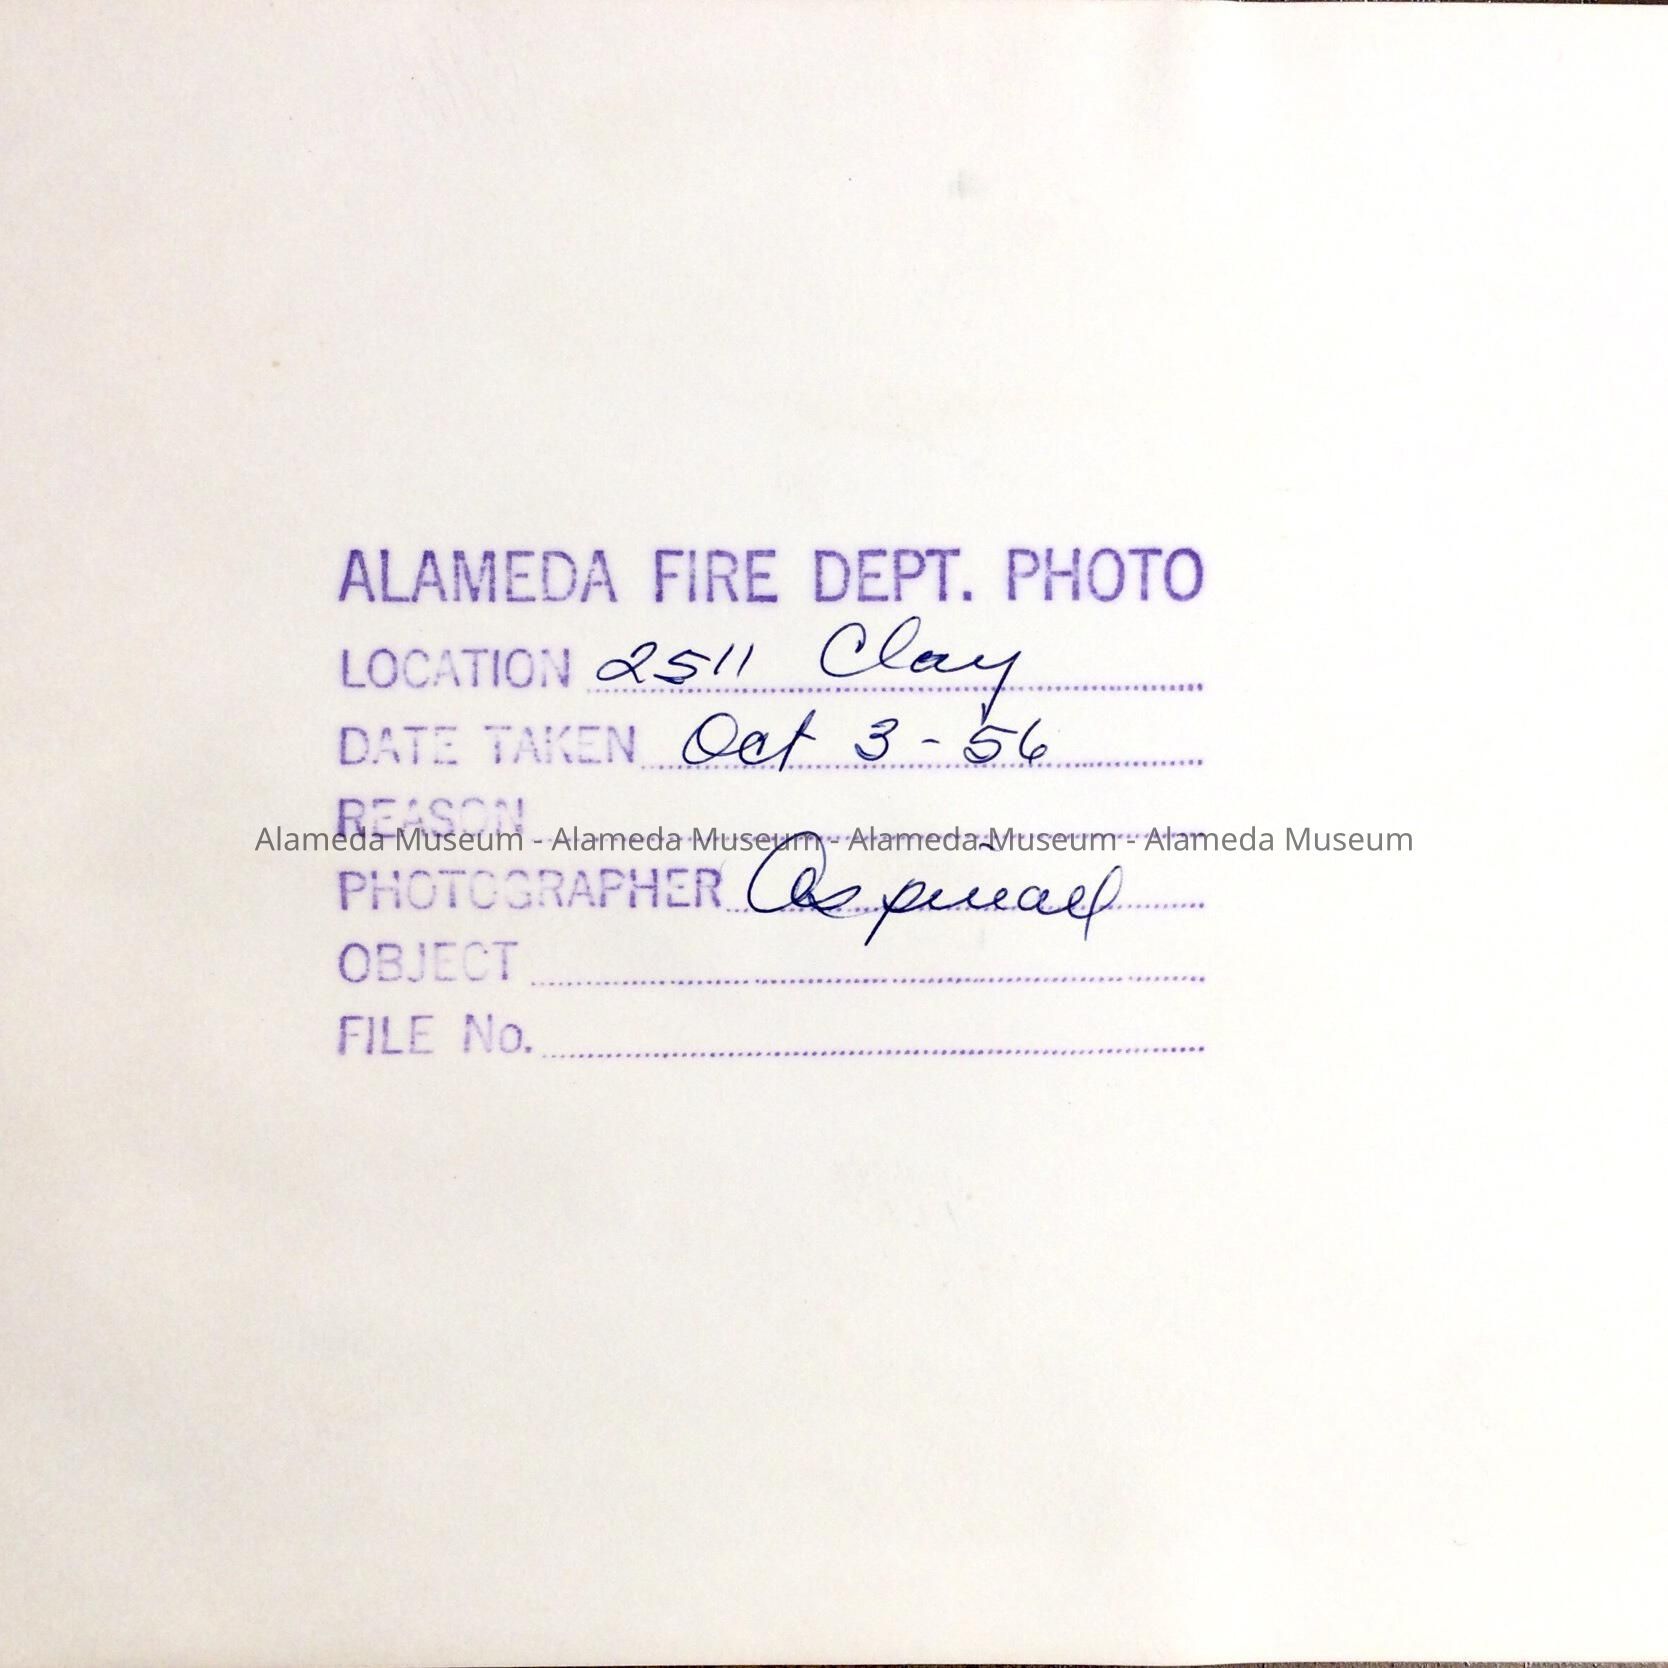 ALAMEDA FIRE DEPT. PHOTO
LOCATION 2511 Clay
DATE TAKEN Oct 3 - 56
REASON
Alameda Museum - Alameda Museum - Alameda Museum - Alameda Museum
PHOTOGRAPHER Aspinall
OBJECT
FILE No.